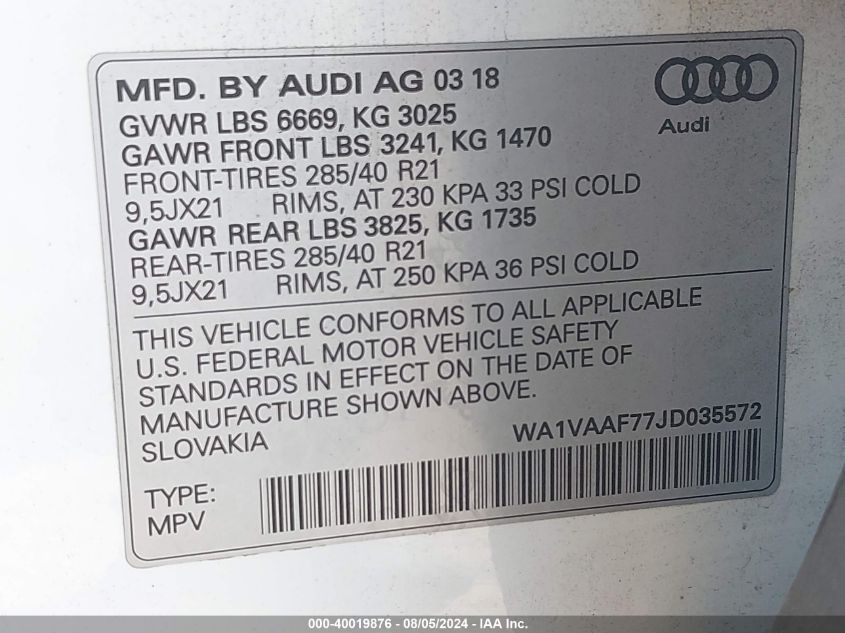 MFD. BY AUDI AG 03 18
Audi
GVWR LBS 6669, KG 3025
GAWR FRONT LBS 3241, KG 1470
FRONT-TIRES 285/40 R21
9,5JX21 RIMS, AT 230 KPA 33 PSI COLD
GAWR REAR LBS 3825, KG 1735
REAR-TIRES 285/40 R21
9,5JX21 RIMS, AT 250 KPA 36 PSI COLD
THIS VEHICLE CONFORMS TO ALL APPLICABLE
U.S. FEDERAL MOTOR VEHICLE SAFETY
STANDARDS IN EFFECT ON THE DATE OF
MANUFACTURE SHOWN ABOVE.
SLOVAKIA
WA1VAAF77JD035572
TYPE:
MPV
000-40019876 - 08/05/2024 - IAA Inc.